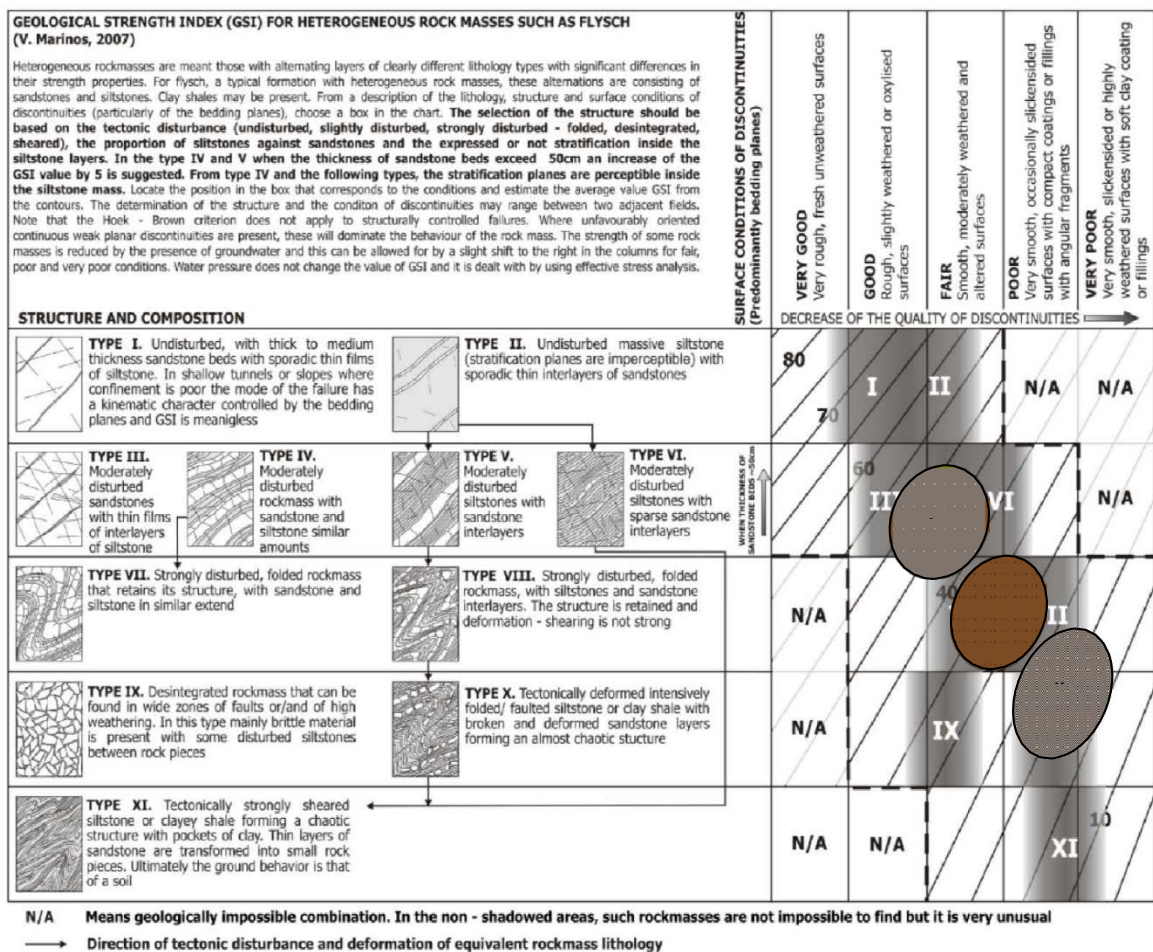 GEOLOGICAL STRENGTH INDEX (GSI) FOR HETEROGENEOUS ROCK MASSES SUCH AS FLYSCH
(V. Marinos, 2007)
Heterogeneous rockmasses are meant those with alternating layers of clearly different lithology types with significant differences in
their strength properties. For flysch, a typical formation with heterogeneous rock masses, these alternations are consisting of
sandstones and siltstones. Clay shales may be present. From a description of the lithology, structure and surface conditions of
discontinuities (particularly of the bedding planes), choose a box in the chart. The selection of the structure should be
based on the tectonic disturbance (undisturbed, slightly disturbed, strongly disturbed - folded, desintegrated,
sheared), the proportion of slitstones against sandstones and the expressed or not stratification inside the
siltstone layers. In the type IV and V when the thickness of sandstone beds exceed 50cm an increase of the
GSI value by 5 is suggested. From type IV and the following types, the stratification planes are perceptible inside
the siltstone mass. Locate the position in the box that corresponds to the conditions and estimate the average value GSI from
the contours. The determination of the structure and the conditon of discontinuities may range between two adjacent fields.
Note that the Hoek - Brown criterion does not apply to structurally controlled failures. Where unfavourably oriented
continuous weak planar discontinuities are present, these will dominate the behaviour of the rock mass. The strength of some rock
masses is reduced by the presence of groundwater and this can be allowed for by a slight shift to the right in the columns for fair,
poor and very poor conditions. Water pressure does not change the value of GSI and it is dealt with by using effective stress analysis.
SURFACE CONDITIONS OF DISCONTINUITIES
(Predominantly bedding planes)
VERY GOOD
Very rough, fresh unweathered surfaces
GOOD
Rough, slightly weathered or oxylised
surfaces
FAIR
Smooth, moderately weathered and
altered surfaces
POOR
Very smooth, occasionally slickensided
surfaces with compact coatings or fillings
with angular fragments
VERY POOR
Very smooth, slickensided or highly
weathered surfaces with soft clay coating
or fillings
STRUCTURE AND COMPOSITION
DECREASE OF THE QUALITY OF DISCONTINUITIES
TYPE I. Undisturbed, with thick to medium
thickness sandstone beds with sporadic thin films
of siltstone. In shallow tunnels or slopes where
confinement is poor the mode of the failure has
a kinematic character controlled by the bedding
planes and GSI is meanigless
TYPE II. Undisturbed massive siltstone
(stratification planes are imperceptible) with
sporadic thin interlayers of sandstones
80
70
I
II
N/A
N/A
TYPE III.
Moderately
disturbed
sandstones
with thin films
of interlayers
of siltstone
TYPE IV.
Moderately
disturbed
rockmass with
sandstone and
siltstone similar
amounts
TYPE V.
Moderately
disturbed
siltstones with
sandstone
interlayers
TYPE VI.
Moderately
disturbed
siltstones with
sparse sandstone
interlayers
WHEN THICKNESS OF
SANDSTONE BEDS ~50cm
60
VI
N/A
TYPE VII. Strongly disturbed, folded rockmass
that retains its structure, with sandstone and
siltstone in similar extend
TYPE VIII. Strongly disturbed, folded
rockmass, with siltstones and sandstone
interlayers. The structure is retained and
deformation - shearing is not strong
N/A
40
II
TYPE IX. Desintegrated rockmass that can be
found in wide zones of faults or/and of high
weathering. In this type mainly brittle material
is present with some disturbed siltstones
between rock pieces
TYPE X. Tectonically deformed intensively
folded/ faulted siltstone or clay shale with
broken and deformed sandstone layers
forming an almost chaotic stucture
N/A
IX
TYPE XI. Tectonically strongly sheared
siltstone or clayey shale forming a chaotic
structure with pockets of clay. Thin layers of
sandstone are transformed into small rock
pieces. Ultimately the ground behavior is that
of a soil
N/A
N/A
10
XI
N/A Means geologically impossible combination. In the non - shadowed areas, such rockmasses are not impossible to find but it is very unusual
Direction of tectonic disturbance and deformation of equivalent rockmass lithology